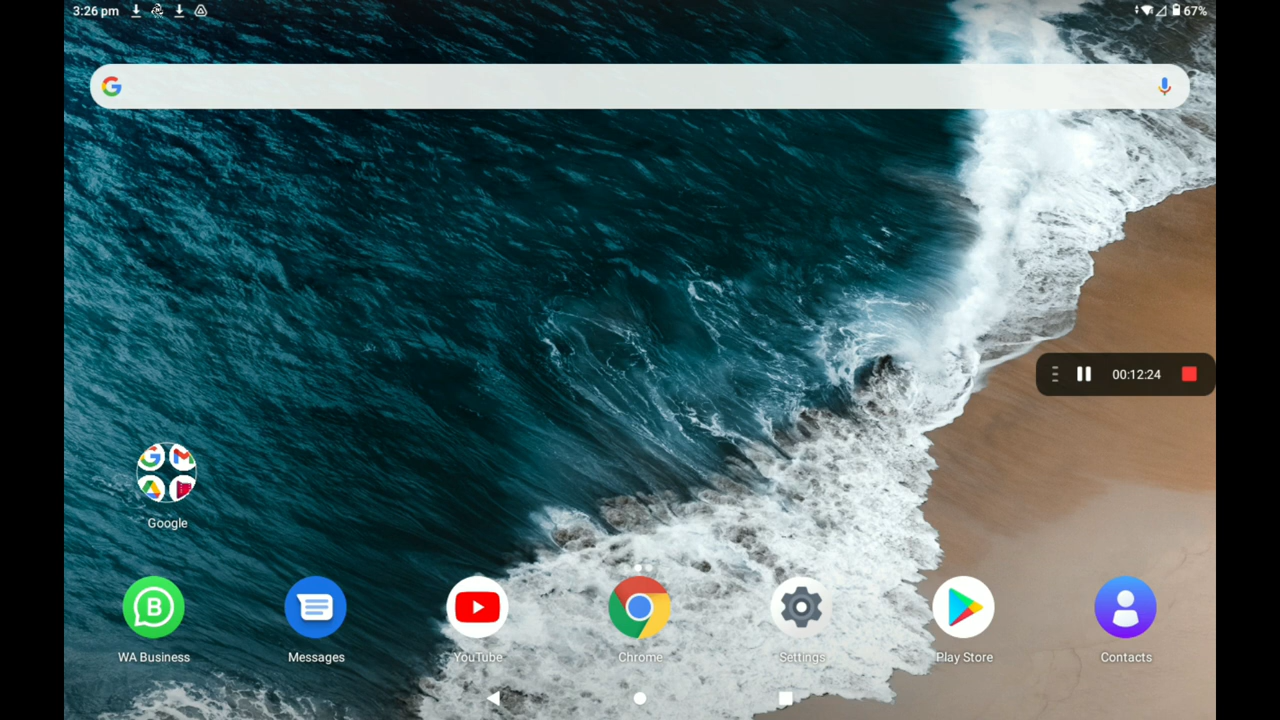 3:26 pm
67%
00:12:24
Google
WA Business
Messages
YouTube
Chrome
Settings
Play Store
Contacts